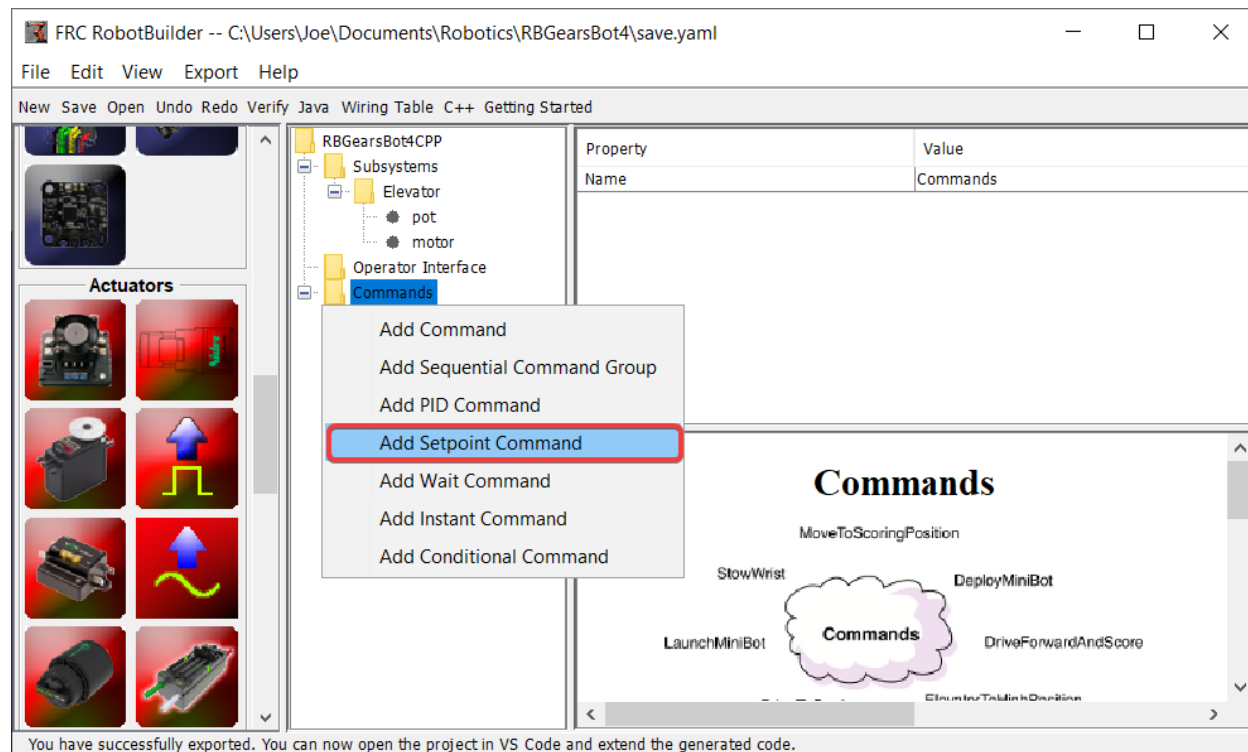 FRC RobotBuilder -- C:\Users\Joe\Documents\Robotics\RBGearsBot4\save.yaml
File Edit View Export Help
New Save Open Undo Redo Verify Java Wiring Table C++ Getting Started
Actuators
Nidec
RBGearsBot4CPP
Subsystems
Elevator
pot
motor
Operator Interface
Commands
Property Value
Name Commands
Add Command
Add Sequential Command Group
Add PID Command
Add Setpoint Command
Add Wait Command
Add Instant Command
Add Conditional Command
Commands
MoveToScoringPosition
StowWrist
DeployMiniBot
Commands
LaunchMiniBot
DriveForwardAndScore
You have successfully exported. You can now open the project in VS Code and extend the generated code.